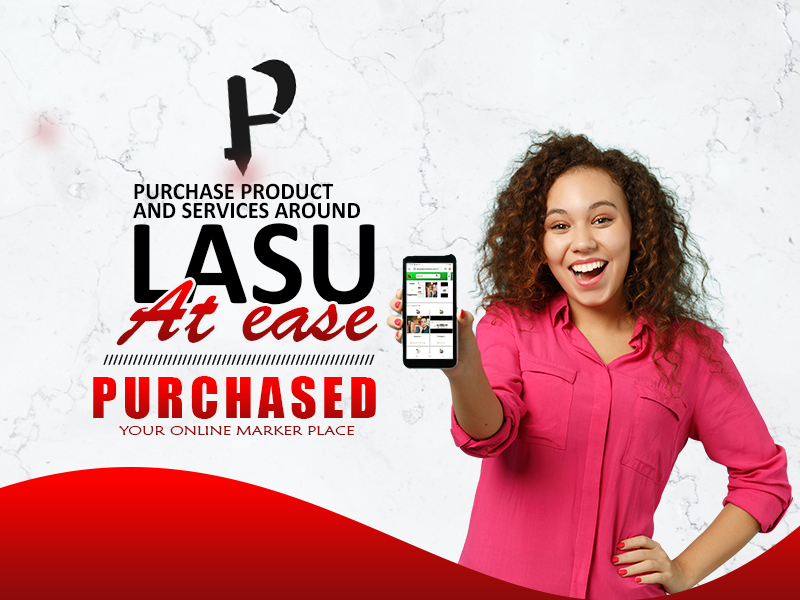 PURCHASE PRODUCT
AND SERVICES AROUND
LASU
At ease
PURCHASED
YOUR ONLINE MARKER PLACE